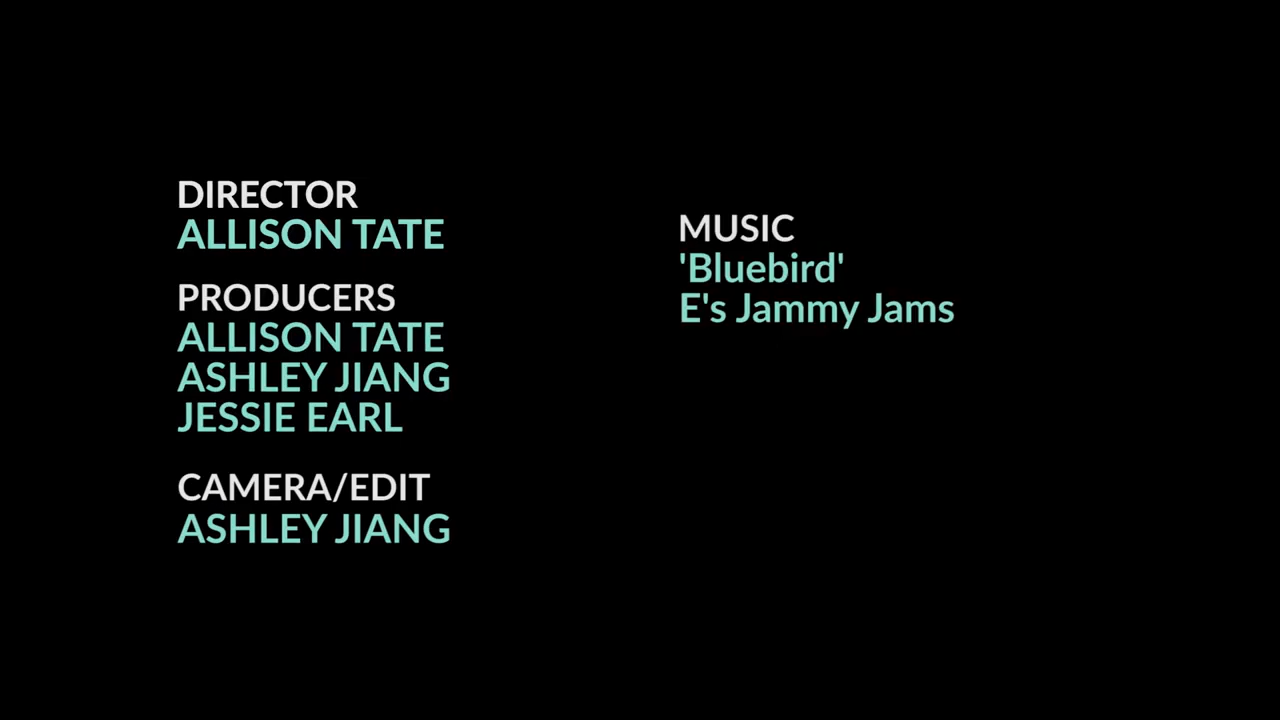 DIRECTOR
ALLISON TATE
PRODUCERS
ALLISON TATE
ASHLEY JIANG
JESSIE EARL
CAMERA/EDIT
ASHLEY JIANG
MUSIC
'Bluebird'
E's Jammy Jams